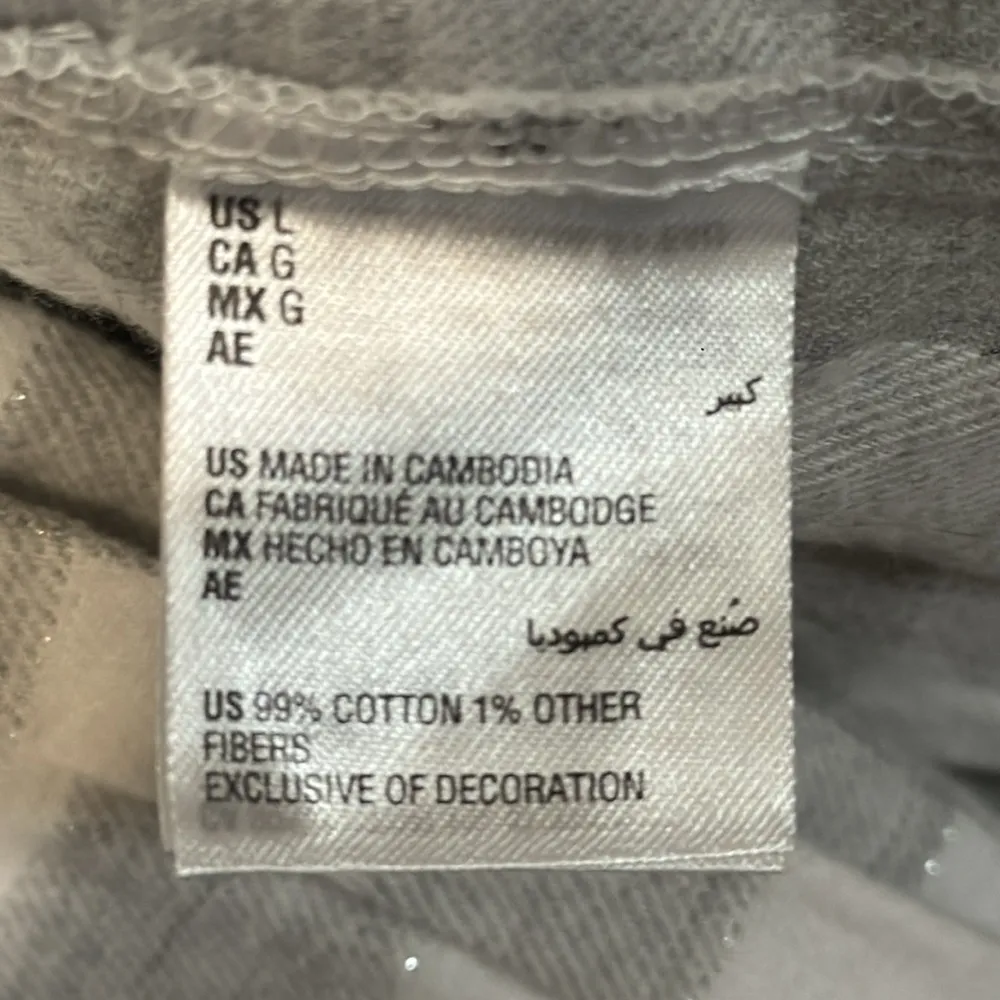 US L
CA G
MX G
AE
كبير
US MADE IN CAMBODIA
CA FABRIQUÉ AU CAMBODGE
MX HECHO EN CAMBOYA
AE
صُنع في كمبوديا
US 99% COTTON 1% OTHER
FIBERS
EXCLUSIVE OF DECORATION